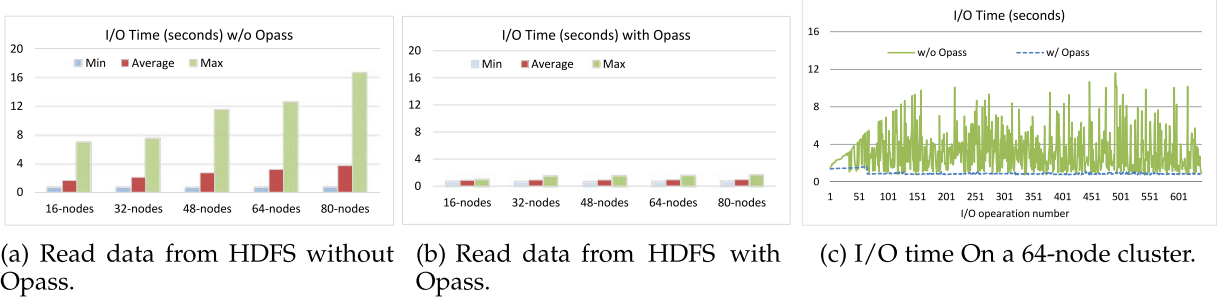 I/O Time (seconds) w/o Opass
20
16
12
8
4
0
Min
Average
Max
16-nodes
32-nodes
48-nodes
64-nodes
80-nodes
(a) Read data from HDFS without
Opass.
I/O Time (seconds) with Opass
20
16
12
8
4
0
Min
Average
Max
16-nodes
32-nodes
48-nodes
64-nodes
80-nodes
(b) Read data from HDFS with
Opass.
I/O Time (seconds)
16
12
8
4
0
w/o Opass
w/ Opass
1
51
101
151
201
251
301
351
401
451
501
551
601
I/O opearation number
(c) I/O time On a 64-node cluster.